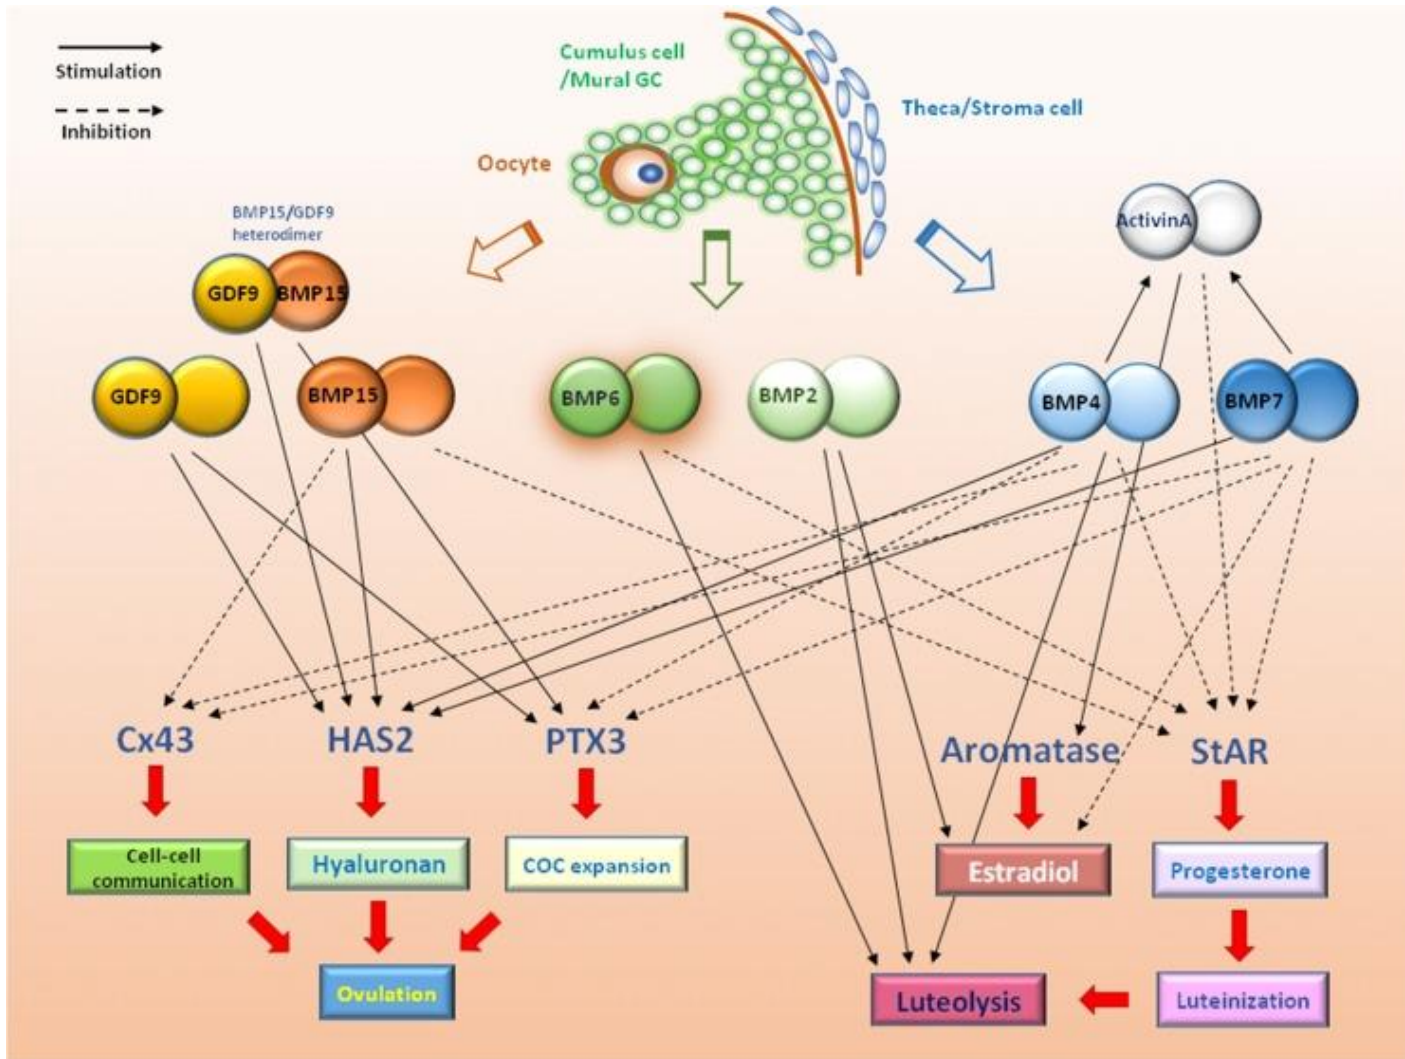 Stimulation
Inhibition
Cumulus cell
/Mural GC
Theca/Stroma cell
Oocyte
BMP15/GDF9
heterodimer
ActivinA
GDF9
BMP15
GDF9
BMP15
BMP6
BMP2
BMP4
BMP7
Cx43
HAS2
PTX3
Aromatase
StAR
Cell-cell
communication
Hyaluronan
COC expansion
Estradiol
Progesterone
Ovulation
Luteolysis
Luteinization